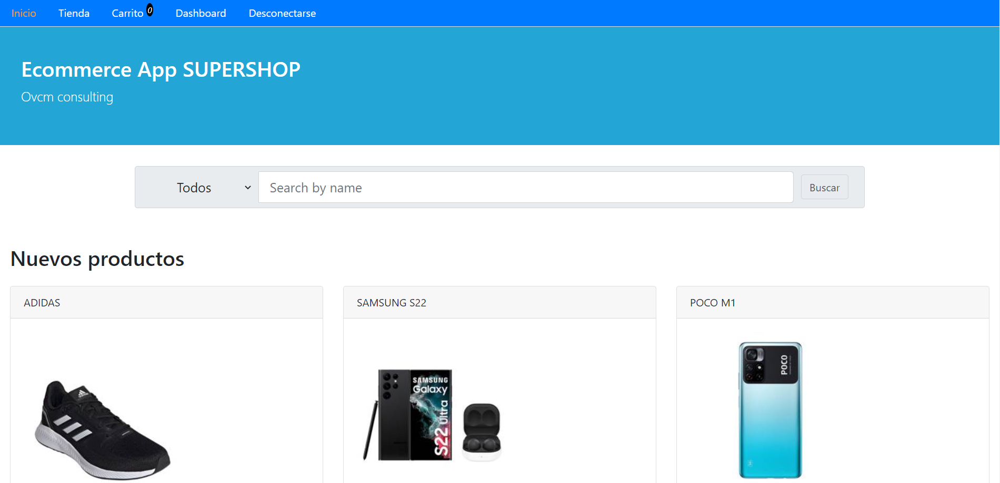 Inicio Tienda Carrito 0 Dashboard Desconectarse
Ecommerce App SUPERSHOP
Ovcm consulting
Todos Search by name Buscar
Nuevos productos
ADIDAS SAMSUNG S22 POCO M1
adidas
SAMSUNG
Galaxy
S22 Ultra
POCO